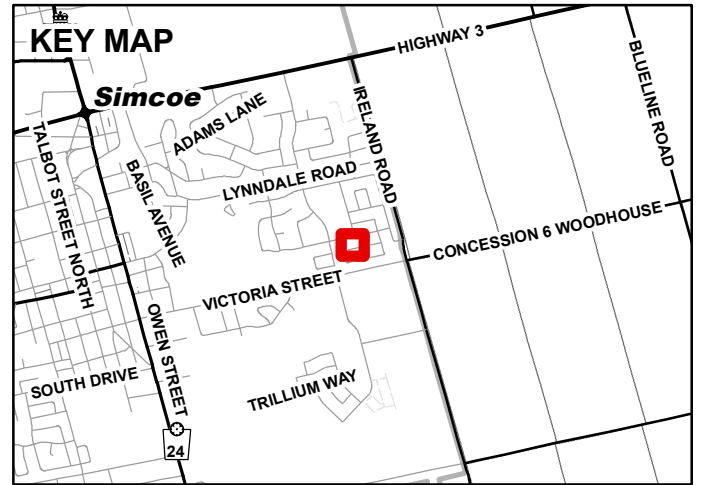 KEY MAP
HIGHWAY 3
BLUELINE ROAD
Simcoe
ADAMS LANE
IRELAND ROAD
TALBOT STREET NORTH
BASIL AVENUE
LYNNDALE ROAD
CONCESSION 6 WOODHOUSE
VICTORIA STREET
OWEN STREET
SOUTH DRIVE
TRILLIUM WAY
24